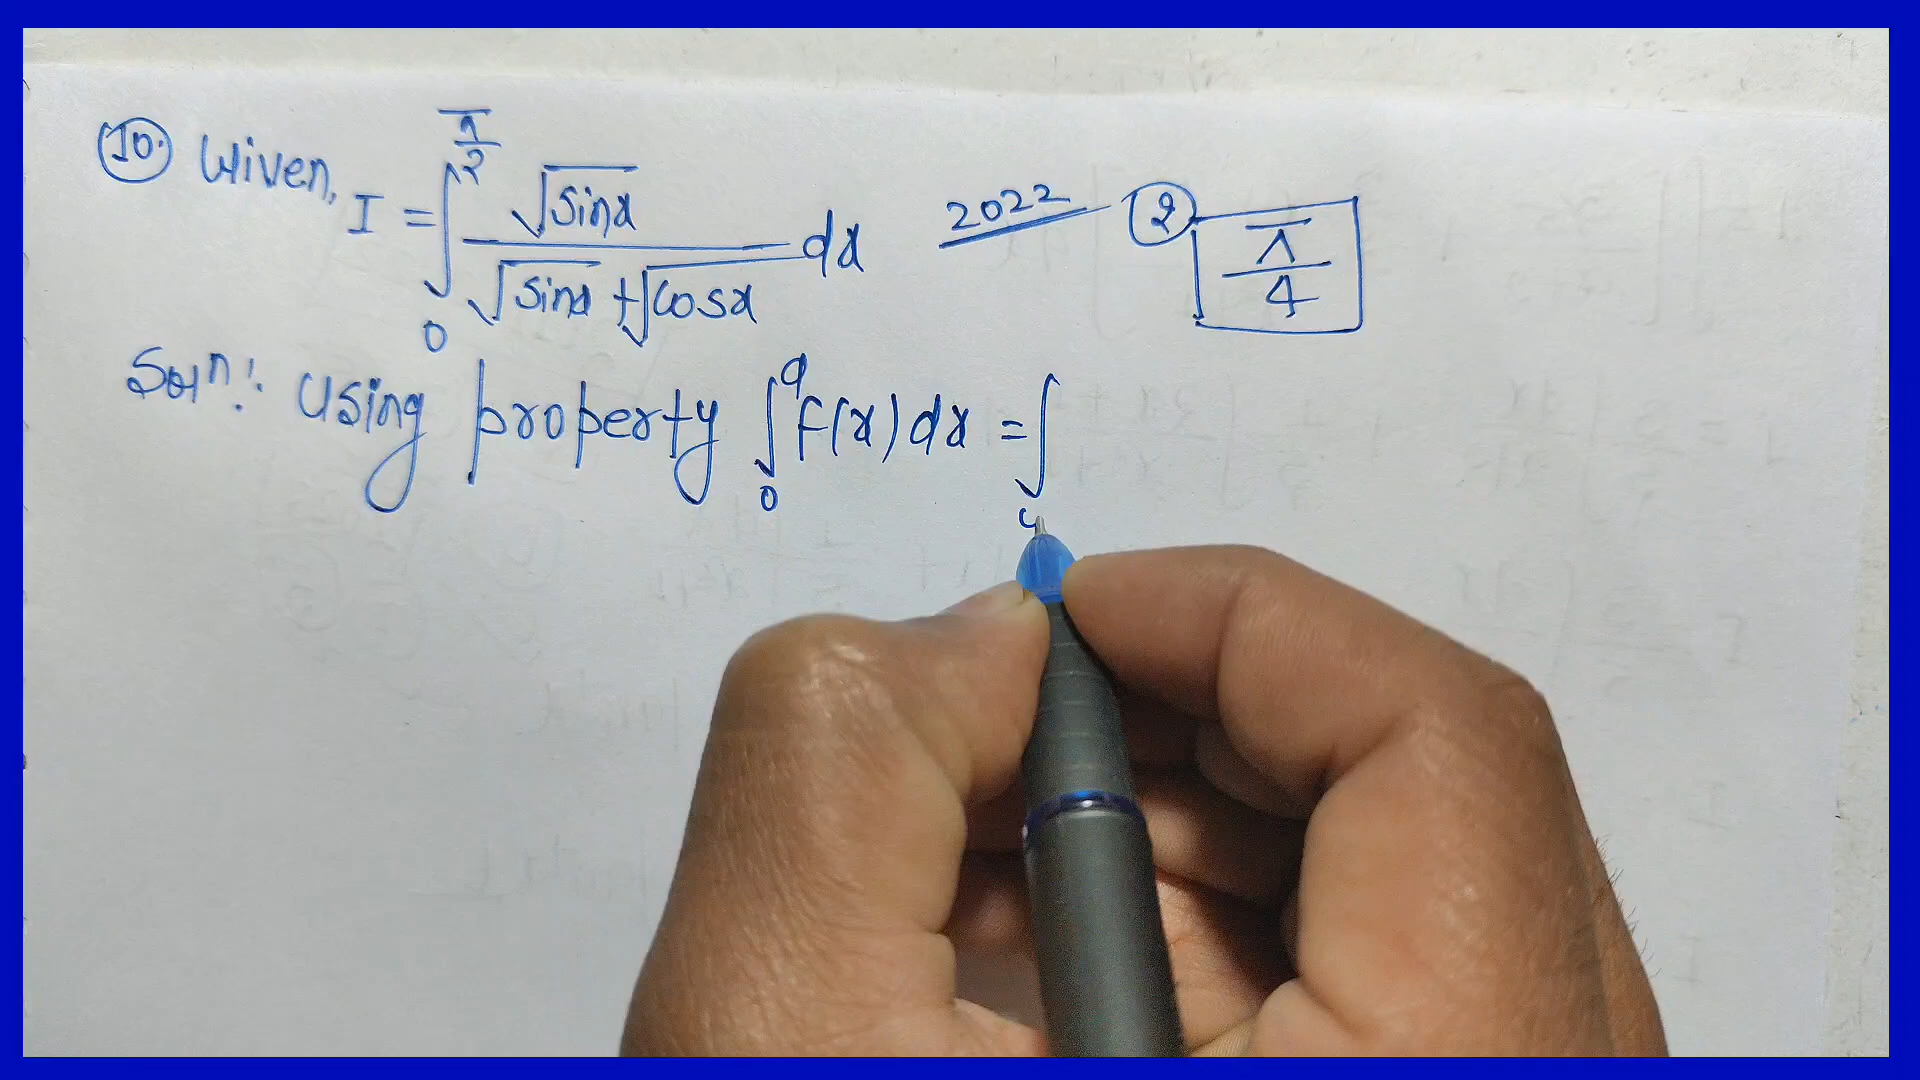 10. Given, I = ∫₀^(π/2) √sinx / (√sinx + √cosx) dx 2022 2 π/4
Solⁿ: Using property ∫₀^a f(x) dx = ∫